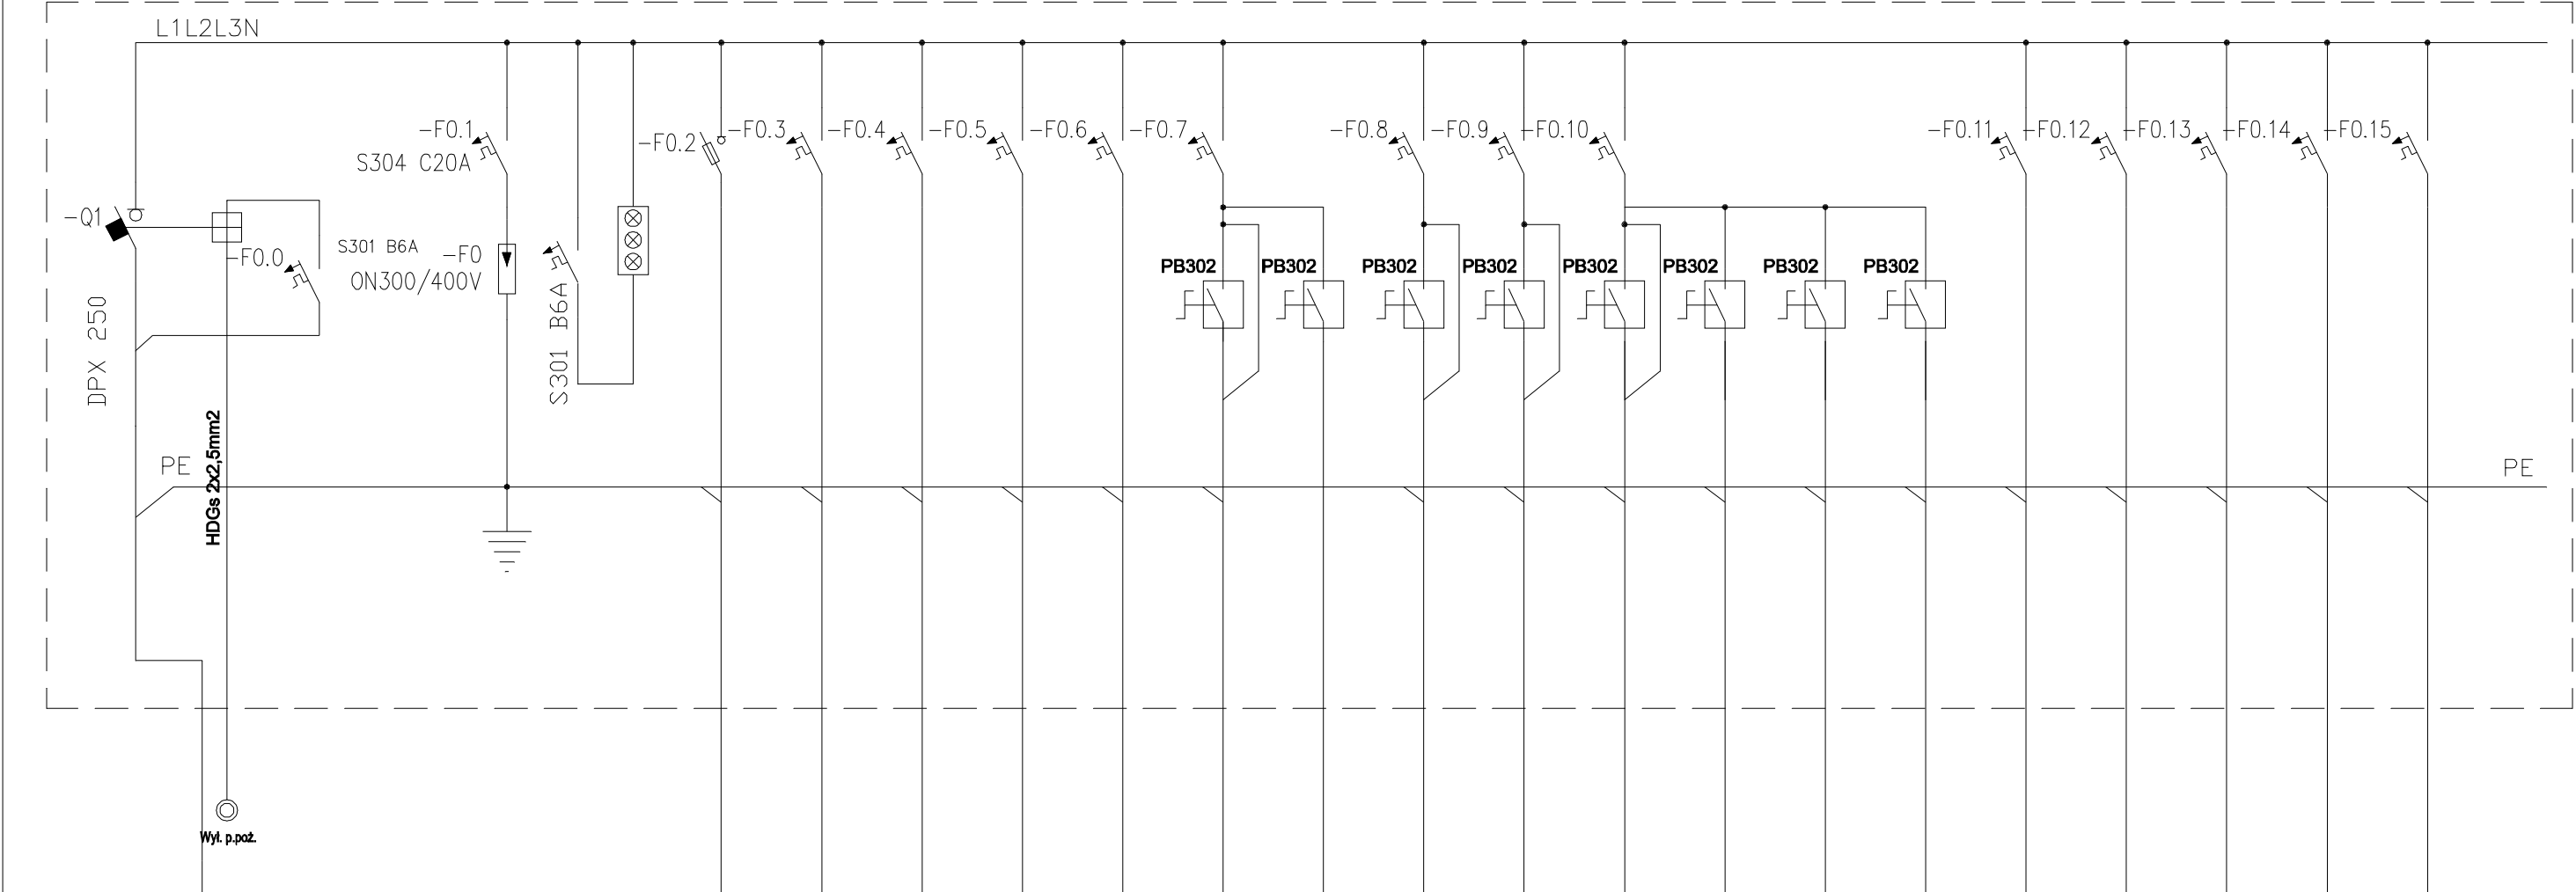 L1L2L3N
-F0.1
S304 C20A
-F0.2
-F0.3
-F0.4
-F0.5
-F0.6
-F0.7
-F0.8
-F0.9
-F0.10
-F0.11
-F0.12
-F0.13
-F0.14
-F0.15
-Q1
DPX 250
-F0.0
S301 B6A
-F0
ON300/400V
S301 B6A
PB302
PB302
PB302
PB302
PB302
PB302
PB302
PB302
PE
HDGs 2x2,5mm2
PE
Wył. p.poż.